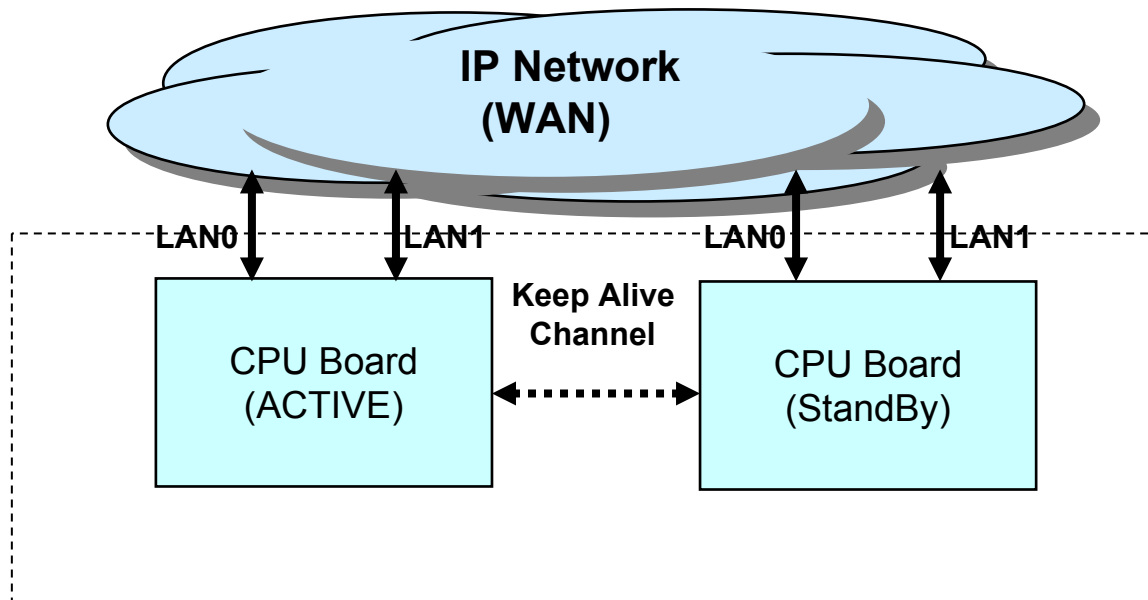 IP Network
(WAN)
LAN0
LAN1
LAN0
LAN1
Keep Alive
Channel
CPU Board
(ACTIVE)
CPU Board
(StandBy)